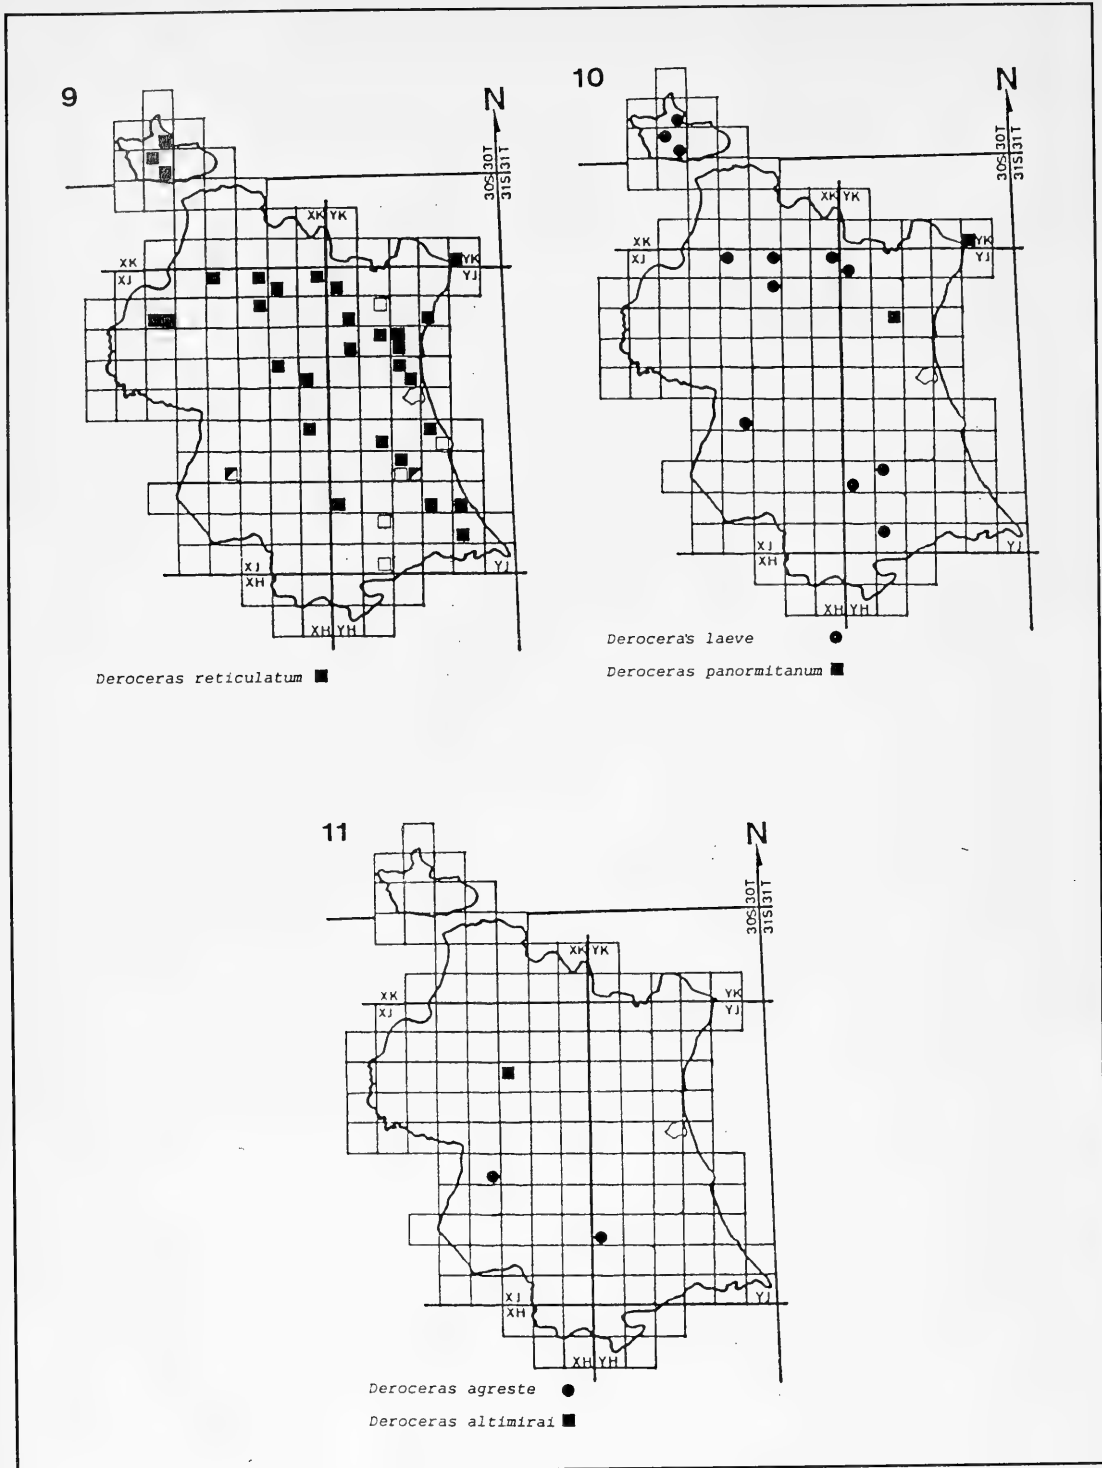 9
N
30S 30T
31S 31T
XK YK
XK
XJ
YK
YJ
XJ
XH
YJ
XH YH
Deroceras reticulatum
10
N
30S 30T
31S 31T
XK YK
XK
XJ
YK
YJ
XJ
XH
YJ
XH YH
Deroceras laeve
Deroceras panormitanum
11
N
30S 30T
31S 31T
XK YK
XK
XJ
YK
YJ
XJ
XH
YJ
XH YH
Deroceras agreste
Deroceras altimirai